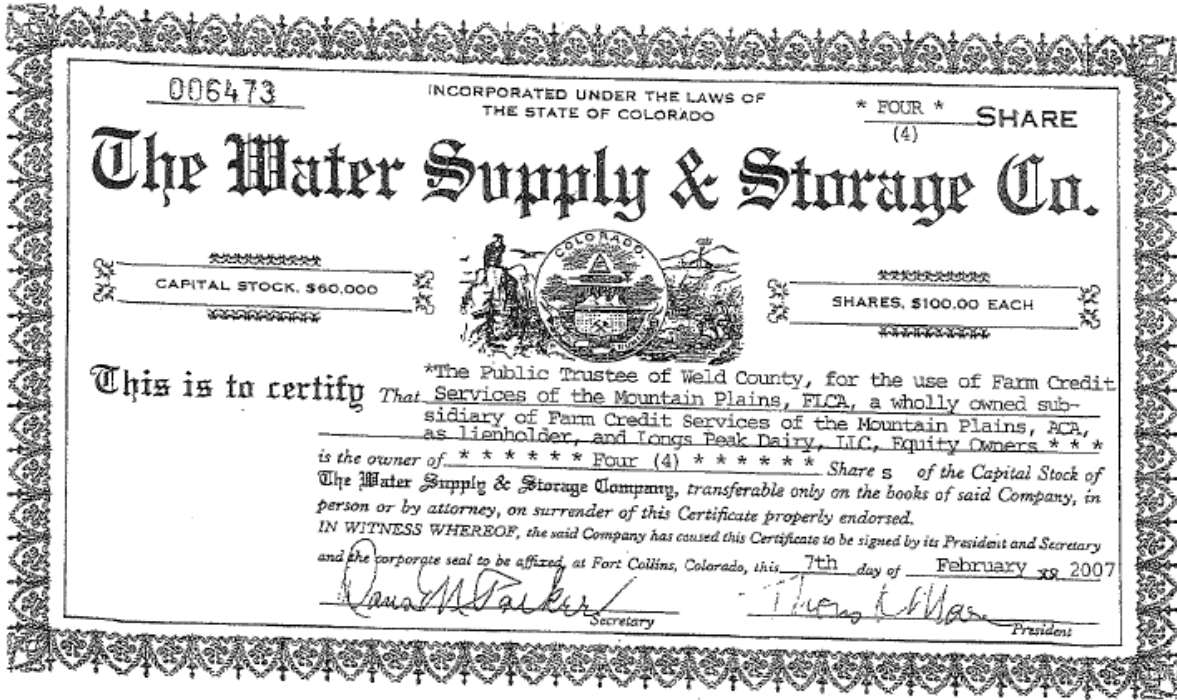 006473
INCORPORATED UNDER THE LAWS OF
THE STATE OF COLORADO
* FOUR *
(4)
SHARE
The Water Supply & Storage Co.
COLORADO
CAPITAL STOCK, $60,000
SHARES, $100.00 EACH
This is to certify That
*The Public Trustee of Weld County, for the use of Farm Credit
Services of the Mountain Plains, FLCA, a wholly owned sub-
sidiary of Farm Credit Services of the Mountain Plains, ACA,
as lienholder, and Longs Peak Dairy, LLC, Equity Owners * * *
is the owner of * * * * * * Four (4) * * * * * * Share s of the Capital Stock of
The Water Supply & Storage Company, transferable only on the books of said Company, in
person or by attorney, on surrender of this Certificate properly endorsed.
IN WITNESS WHEREOF, the said Company has caused this Certificate to be signed by its President and Secretary
and the corporate seal to be affixed, at Fort Collins, Colorado, this 7th day of February 2007
Secretary
President